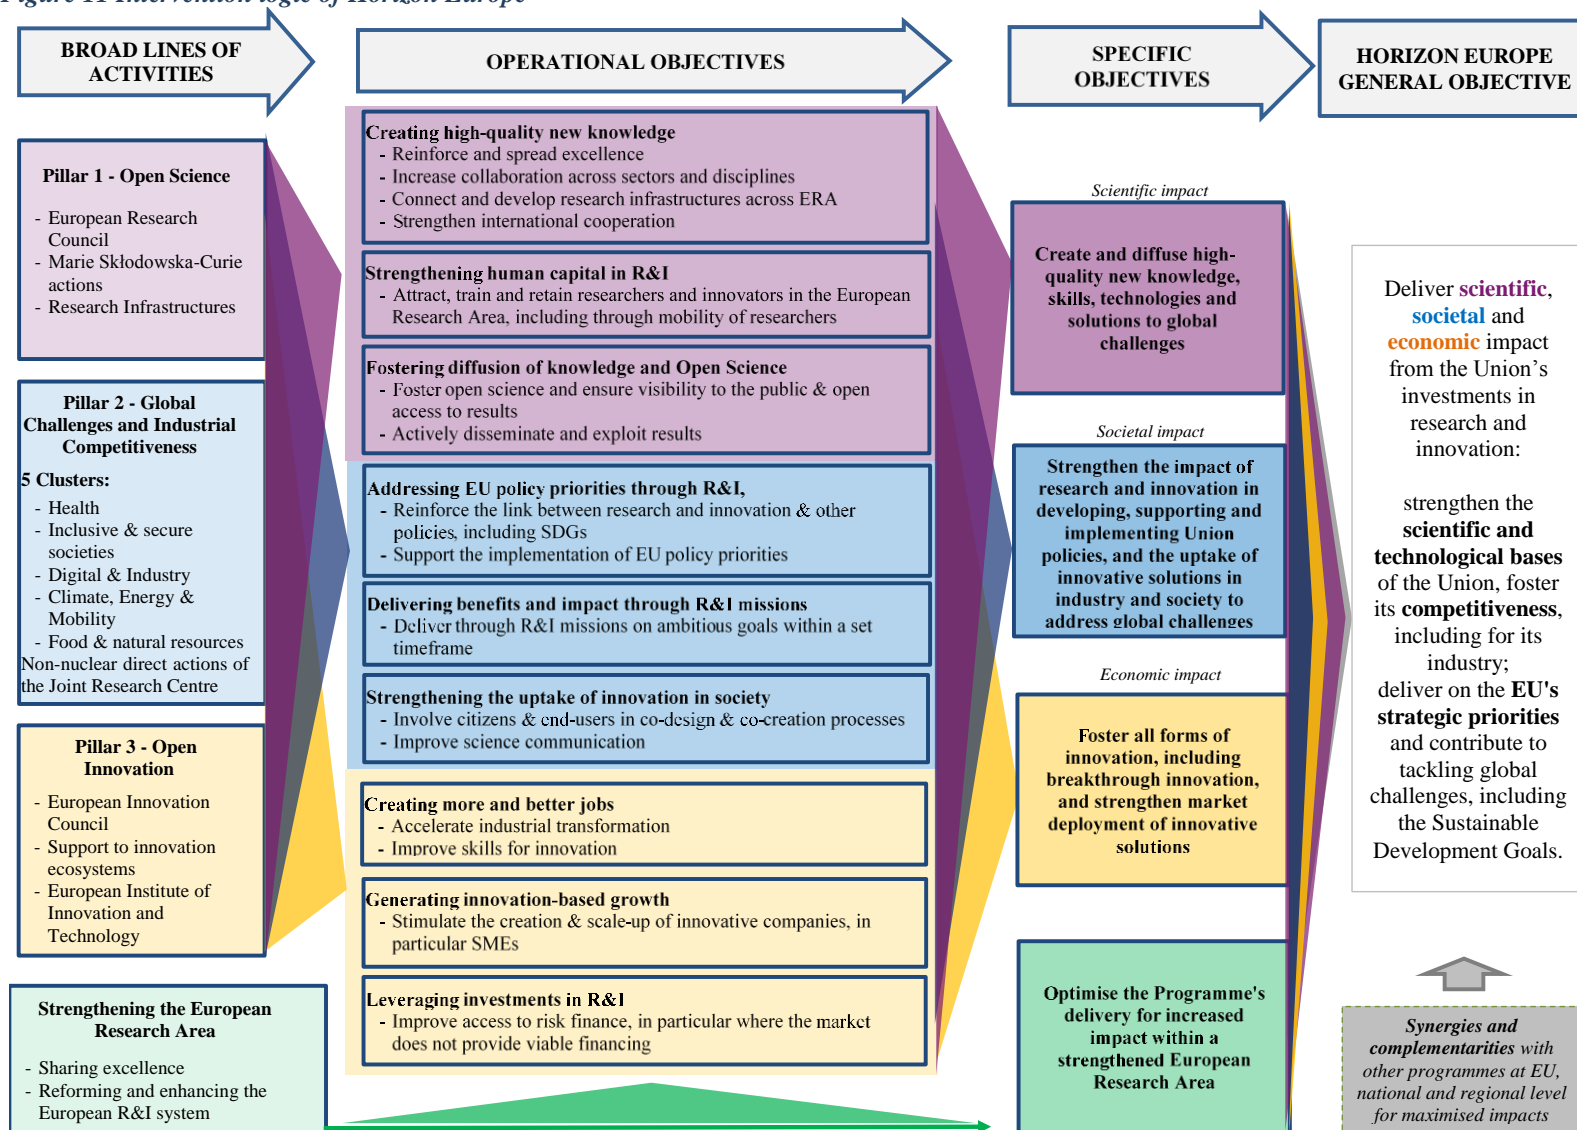 Figure 11 Intervention logic of Horizon Europe
BROAD LINES OF
ACTIVITIES
OPERATIONAL OBJECTIVES
SPECIFIC
OBJECTIVES
HORIZON EUROPE
GENERAL OBJECTIVE
Pillar 1 - Open Science
- European Research
Council
- Marie Skłodowska-Curie
actions
- Research Infrastructures
Pillar 2 - Global
Challenges and Industrial
Competitiveness
5 Clusters:
- Health
- Inclusive & secure
societies
- Digital & Industry
- Climate, Energy &
Mobility
- Food & natural resources
Non-nuclear direct actions of
the Joint Research Centre
Pillar 3 - Open
Innovation
- European Innovation
Council
- Support to innovation
ecosystems
- European Institute of
Innovation and
Technology
Strengthening the European
Research Area
- Sharing excellence
- Reforming and enhancing the
European R&I system
Creating high-quality new knowledge
- Reinforce and spread excellence
- Increase collaboration across sectors and disciplines
- Connect and develop research infrastructures across ERA
- Strengthen international cooperation
Strengthening human capital in R&I
- Attract, train and retain researchers and innovators in the European
Research Area, including through mobility of researchers
Fostering diffusion of knowledge and Open Science
- Foster open science and ensure visibility to the public & open
access to results
- Actively disseminate and exploit results
Addressing EU policy priorities through R&I,
- Reinforce the link between research and innovation & other
policies, including SDGs
- Support the implementation of EU policy priorities
Delivering benefits and impact through R&I missions
- Deliver through R&I missions on ambitious goals within a set
timeframe
Strengthening the uptake of innovation in society
- Involve citizens & end-users in co-design & co-creation processes
- Improve science communication
Creating more and better jobs
- Accelerate industrial transformation
- Improve skills for innovation
Generating innovation-based growth
- Stimulate the creation & scale-up of innovative companies, in
particular SMEs
Leveraging investments in R&I
- Improve access to risk finance, in particular where the market
does not provide viable financing
Scientific impact
Create and diffuse high-
quality new knowledge,
skills, technologies and
solutions to global
challenges
Societal impact
Strengthen the impact of
research and innovation in
developing, supporting and
implementing Union
policies, and the uptake of
innovative solutions in
industry and society to
address global challenges
Economic impact
Foster all forms of
innovation, including
breakthrough innovation,
and strengthen market
deployment of innovative
solutions
Optimise the Programme's
delivery for increased
impact within a
strengthened European
Research Area
Deliver scientific,
societal and
economic impact
from the Union’s
investments in
research and
innovation:
strengthen the
scientific and
technological bases
of the Union, foster
its competitiveness,
including for its
industry;
deliver on the EU's
strategic priorities
and contribute to
tackling global
challenges, including
the Sustainable
Development Goals.
Synergies and
complementarities with
other programmes at EU,
national and regional level
for maximised impacts